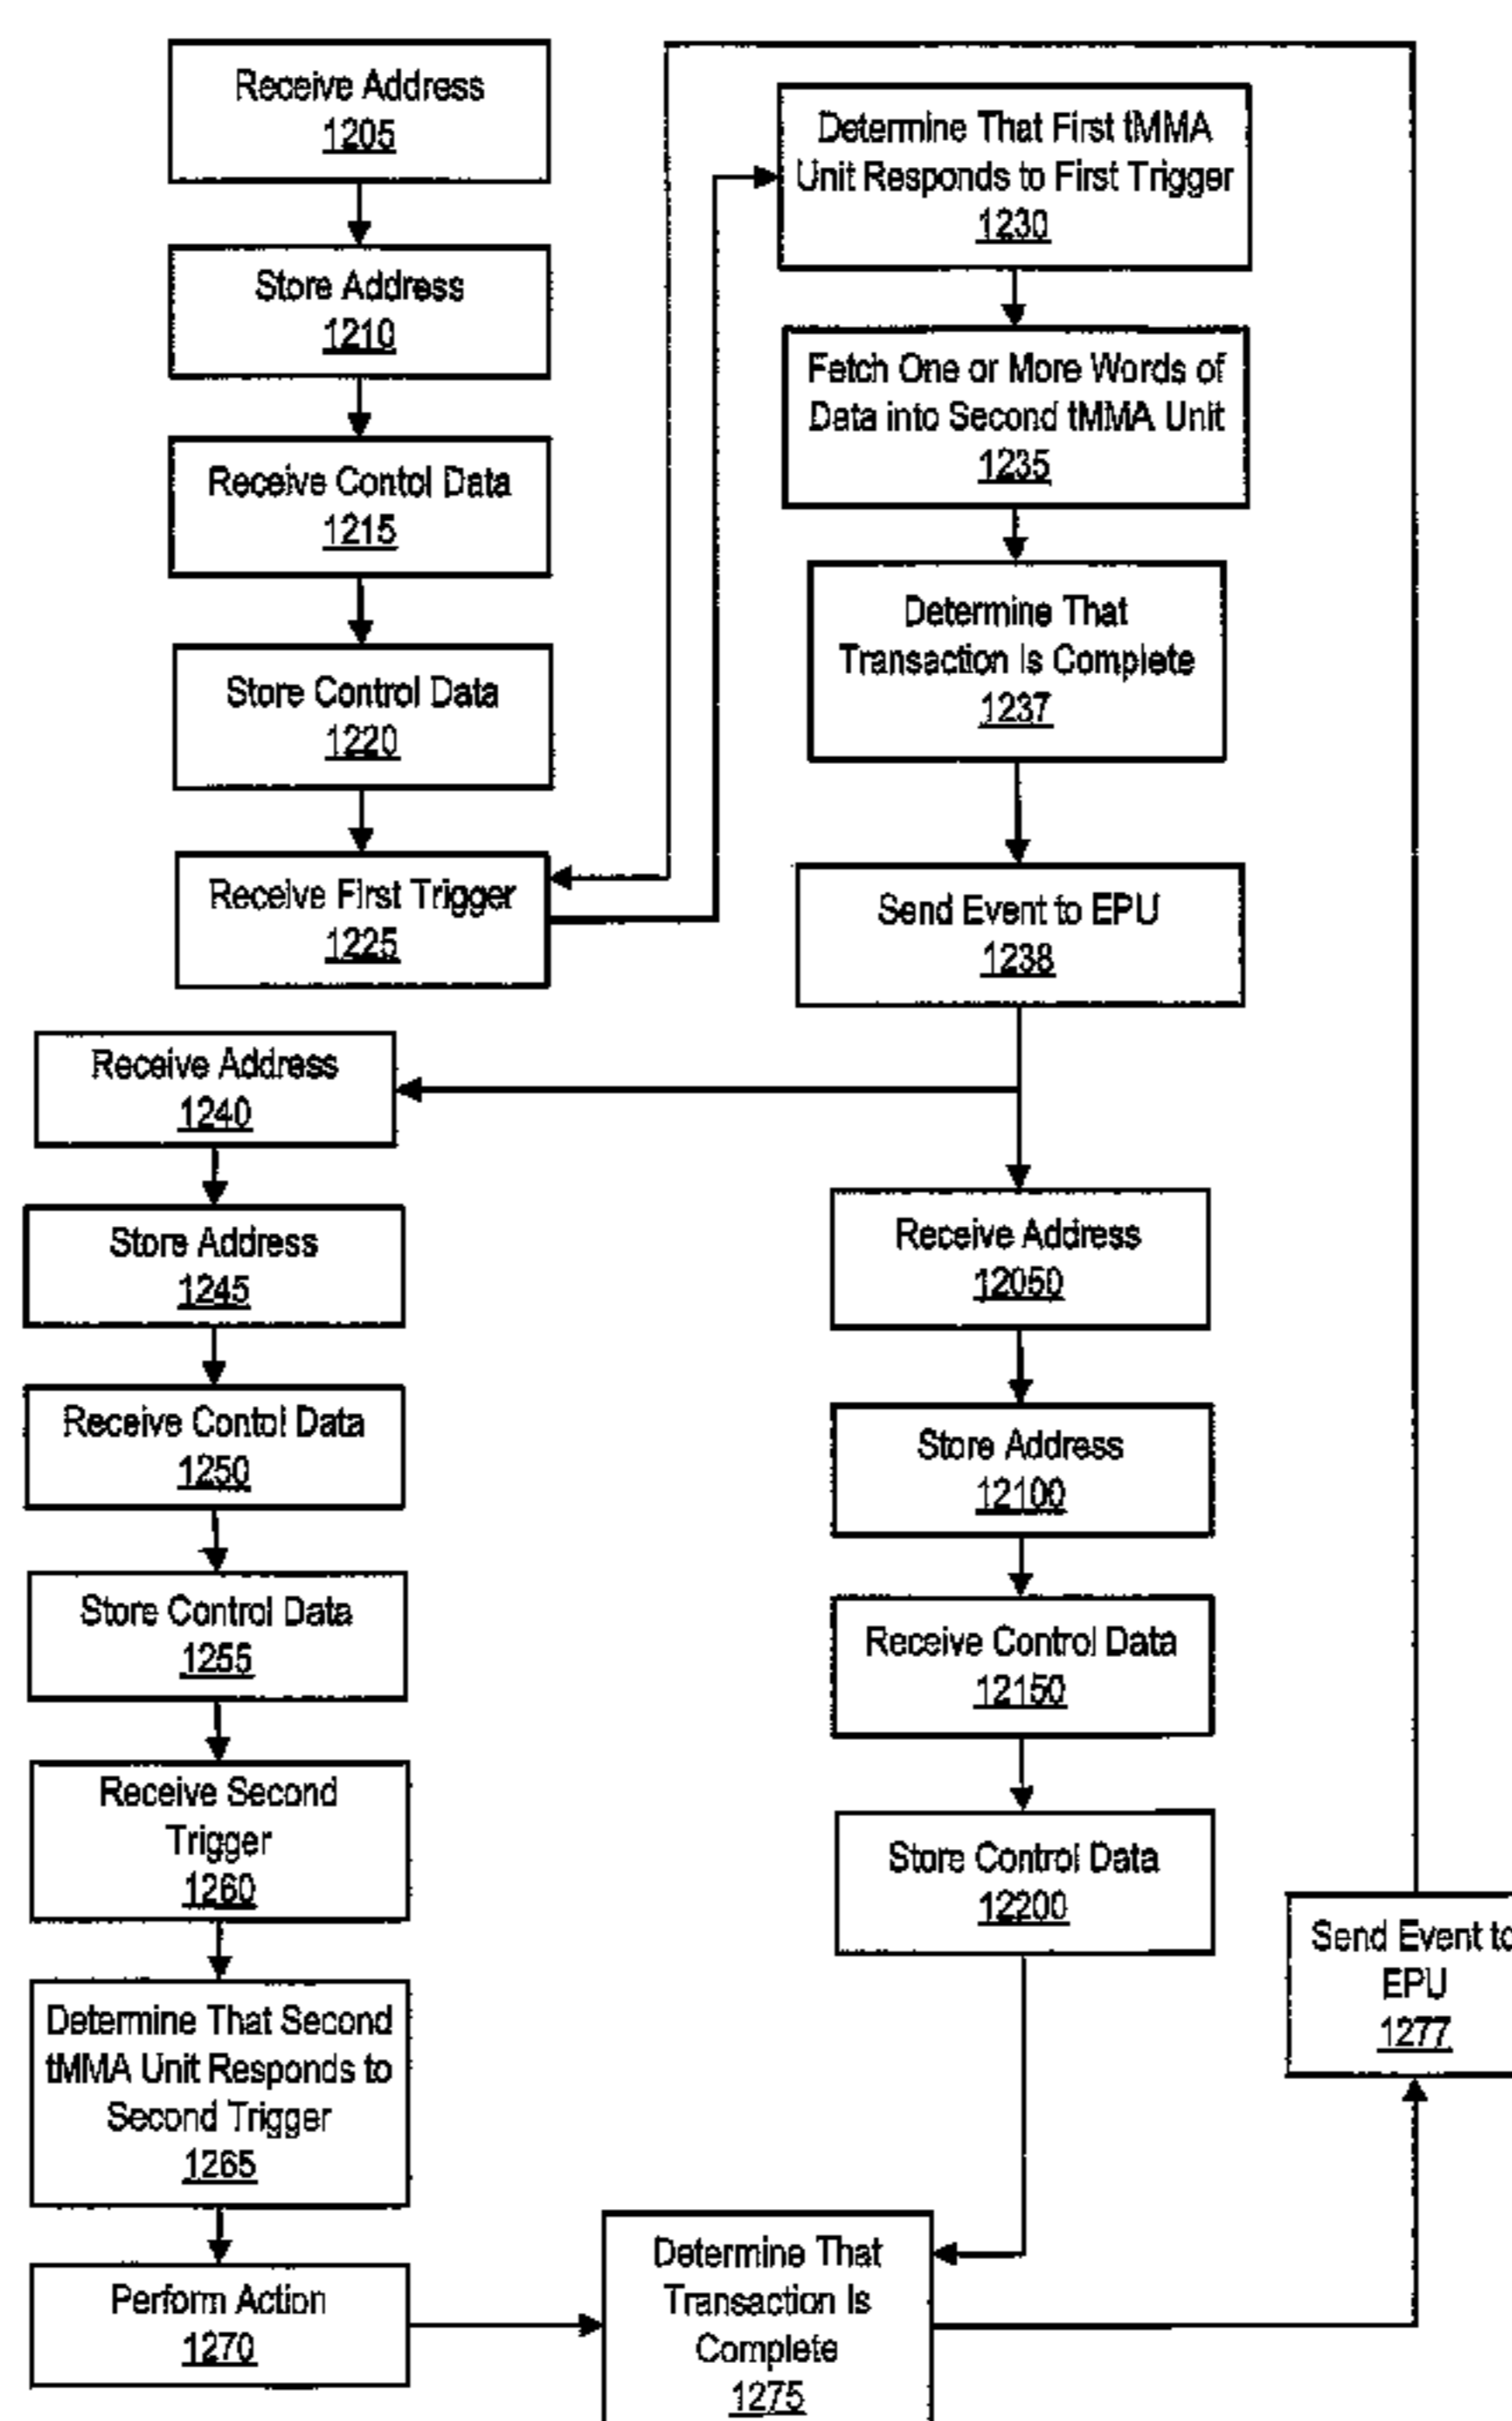 Receive Address
1205
Store Address
1210
Receive Contol Data
1215
Store Control Data
1220
Receive First Trigger
1225
Determine That First tMMA
Unit Responds to First Trigger
1230
Fetch One or More Words of
Data into Second tMMA Unit
1235
Determine That
Transaction Is Complete
1237
Send Event to EPU
1238
Receive Address
1240
Store Address
1245
Receive Contol Data
1250
Store Control Data
1255
Receive Second
Trigger
1260
Determine That Second
tMMA Unit Responds to
Second Trigger
1265
Perform Action
1270
Receive Address
12050
Store Address
12100
Receive Control Data
12150
Store Control Data
12200
Determine That
Transaction Is
Complete
1275
Send Event to
EPU
1277